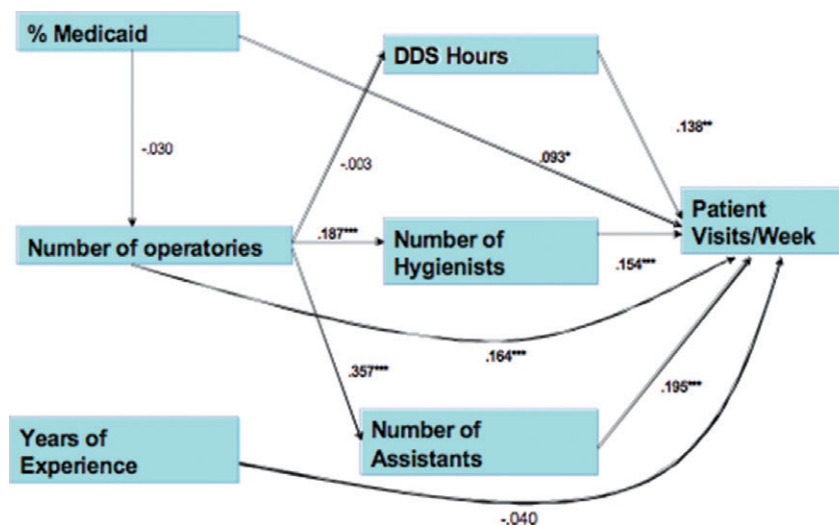 % Medicaid
DDS Hours
-.030
-.003
.093*
.138**
Number of operatories
.187***
Number of
Hygienists
.154***
Patient
Visits/Week
.164***
.357***
.195***
Years of
Experience
Number of
Assistants
-.040